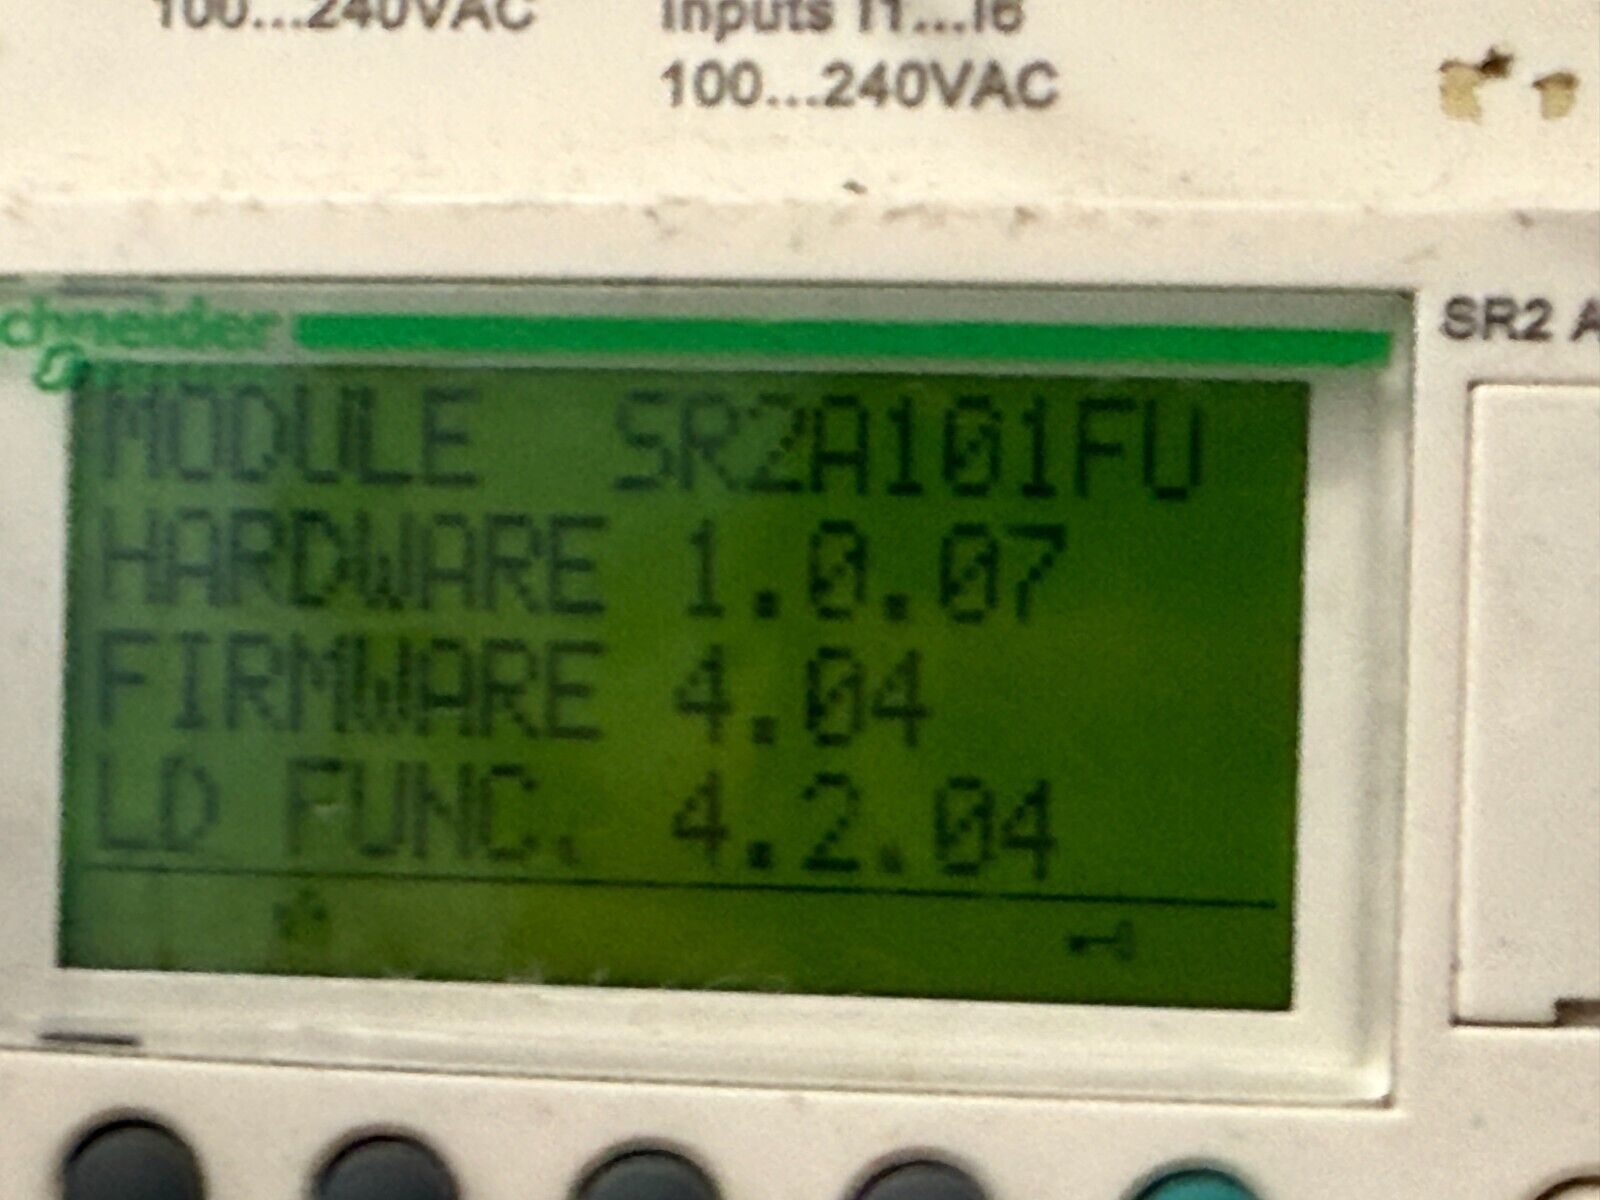 100...240VAC
Inputs I1...I6
100...240VAC
chneider
SR2 A
MODULE SR2A101FU
HARDWARE 1.0.07
FIRMWARE 4.04
LD FUNC. 4.2.04